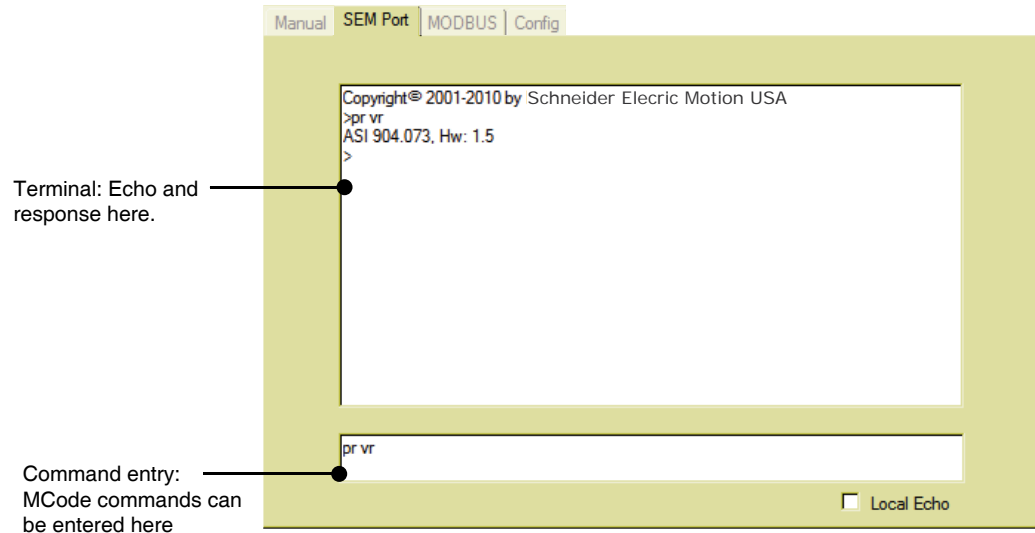 Manual SEM Port MODBUS Config
Copyright© 2001-2010 by Schneider Elecric Motion USA
>pr vr
ASI 904.073, Hw: 1.5
>
Terminal: Echo and
response here.
pr vr
Command entry:
MCode commands can
be entered here
Local Echo